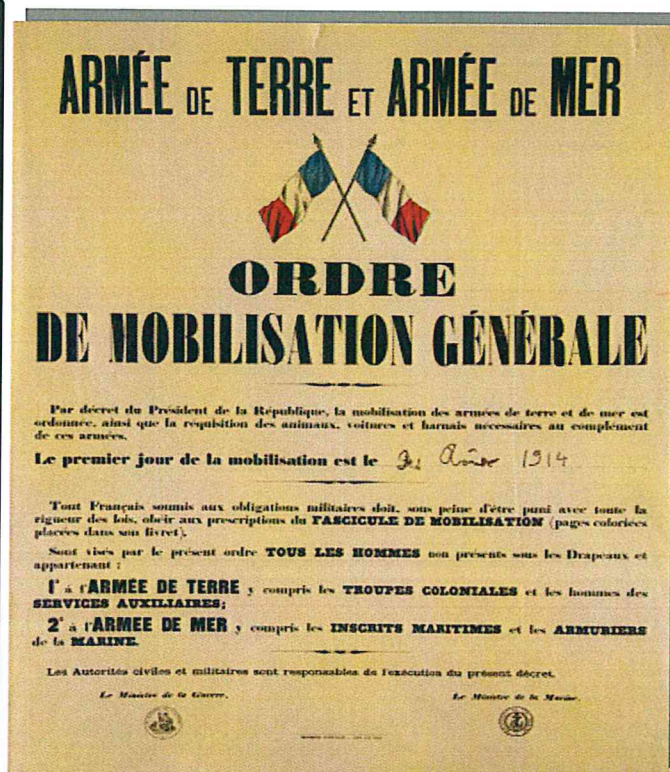 ARMÉE DE TERRE ET ARMÉE DE MER
ORDRE
DE MOBILISATION GÉNÉRALE
Par décret du Président de la République, la mobilisation des armées de terre et de mer est
ordonnée, ainsi que la réquisition des animaux, voitures et harnais nécessaires au complément
de ces armées.
Le premier jour de la mobilisation est le 1914
Tout Français soumis aux obligations militaires doit, sous peine d'être puni avec toute la
rigueur des lois, obéir aux prescriptions du FASCICULE DE MOBILISATION (pages coloriées
placées dans son livret).
Sont visés par le présent ordre TOUS LES HOMMES non présents sous les Drapeaux et
appartenant :
1° à l'ARMÉE DE TERRE y compris les TROUPES COLONIALES et les hommes des
SERVICES AUXILIAIRES;
2° à l'ARMEE DE MER y compris les INSCRITS MARITIMES et les ARMURIERS
de la MARINE.
Les Autorités civiles et militaires sont responsables de l'exécution du présent décret.
Le Ministre de la Guerre,
Le Ministre de la Marine,